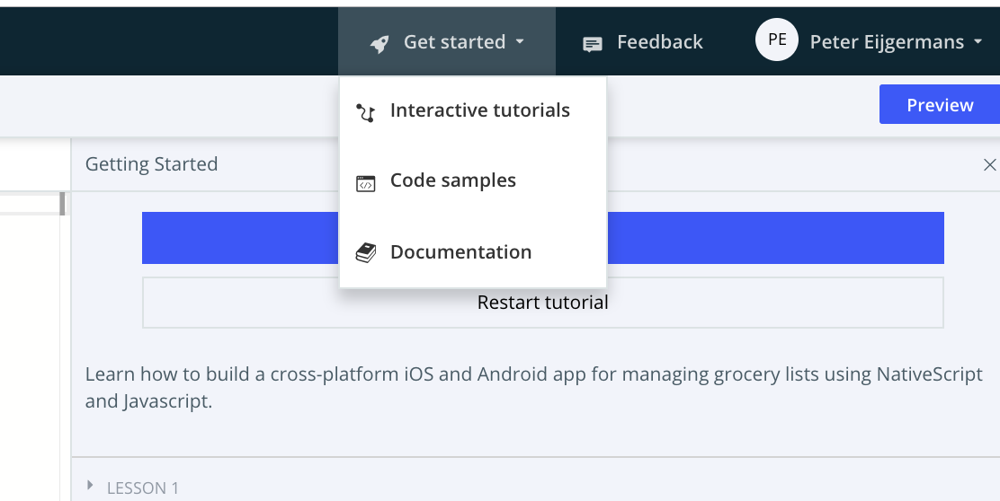 Get started
Feedback
PE
Peter Eijgermans
Interactive tutorials
Code samples
Documentation
Preview
Getting Started
Restart tutorial
Learn how to build a cross-platform iOS and Android app for managing grocery lists using NativeScript
and Javascript.
LESSON 1